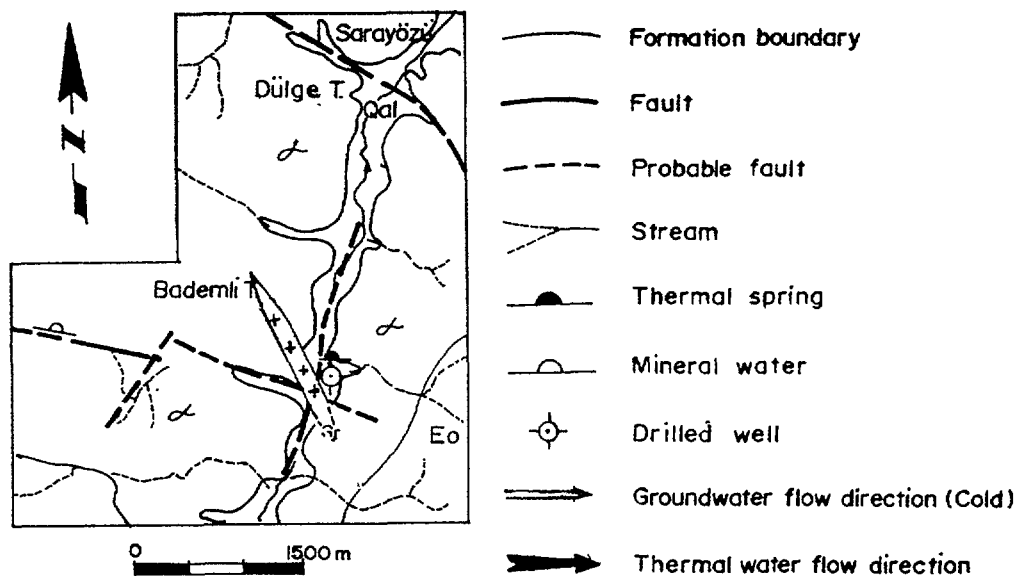 N
Sarayözü
Dülge T.
Qal
α
Bademli T
α
α
Eo
Gr
0 1500 m
Formation boundary
Fault
Probable fault
Stream
Thermal spring
Mineral water
Drilled well
Groundwater flow direction (Cold)
Thermal water flow direction